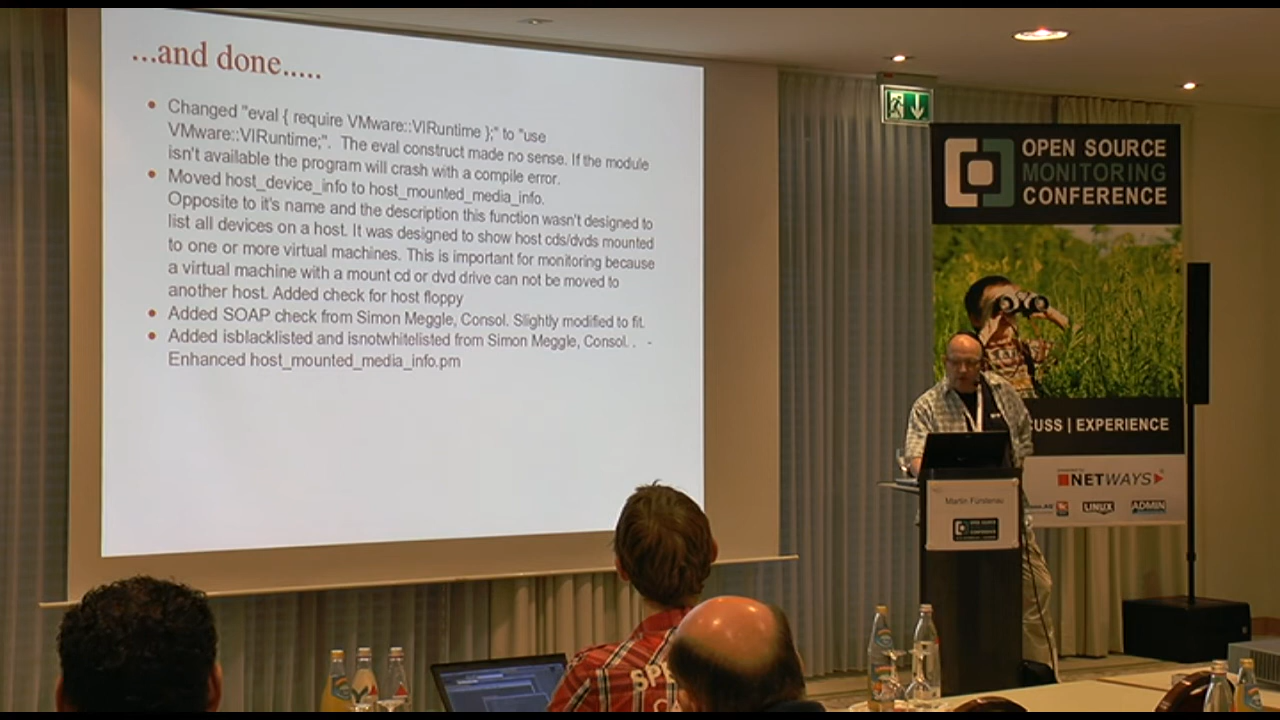 ...and done.....
• Changed "eval { require VMware::VIRuntime };" to "use
VMware::VIRuntime;". The eval construct made no sense. If the module
isn't available the program will crash with a compile error.
• Moved host_device_info to host_mounted_media_info.
Opposite to it's name and the description this function wasn't designed to
list all devices on a host. It was designed to show host cds/dvds mounted
to one or more virtual machines. This is important for monitoring because
a virtual machine with a mount cd or dvd drive can not be moved to
another host. Added check for host floppy
• Added SOAP check from Simon Meggle, Consol. Slightly modified to fit.
• Added isblacklisted and isnotwhitelisted from Simon Meggle, Consol. . -
Enhanced host_mounted_media_info.pm
OPEN SOURCE
MONITORING
CONFERENCE
CUSS | EXPERIENCE
NETWAYS
LINUX
ADMIN
Martin Fürstenau
OPEN SOURCE
MONITORING
CONFERENCE
SPE